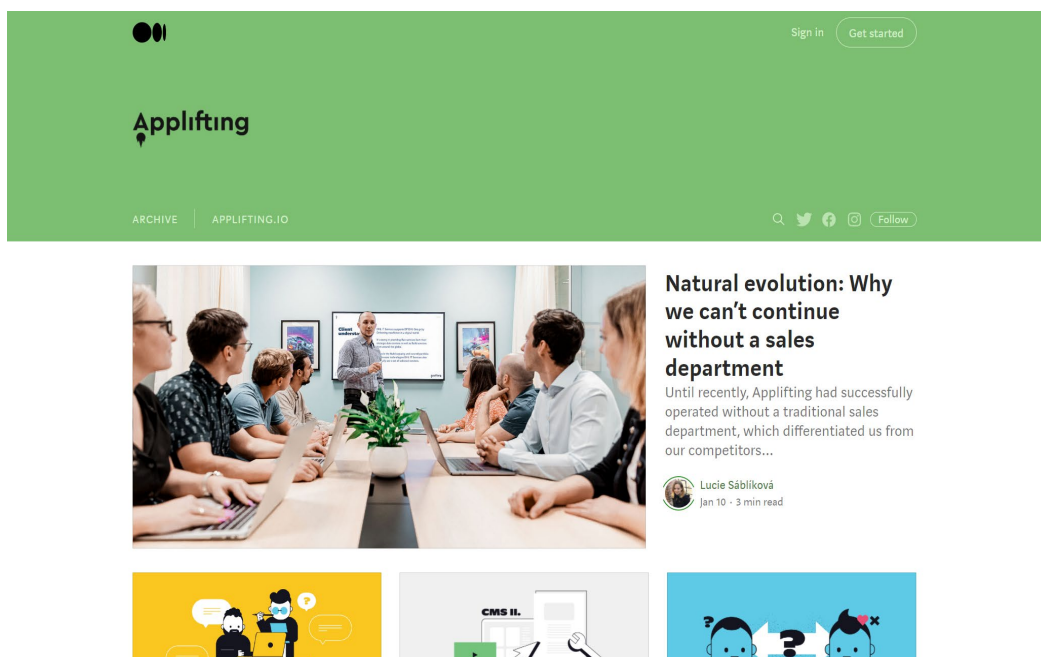 Sign in
Get started
Applifting
ARCHIVE
APPLIFTING.IO
Follow
Client
Natural evolution: Why
we can't continue
without a sales
department
Until recently, Applifting had successfully
operated without a traditional sales
department, which differentiated us from
our competitors...
Lucie Sáblíková
Jan 10 · 3 min read
?
CMS II.
?
?